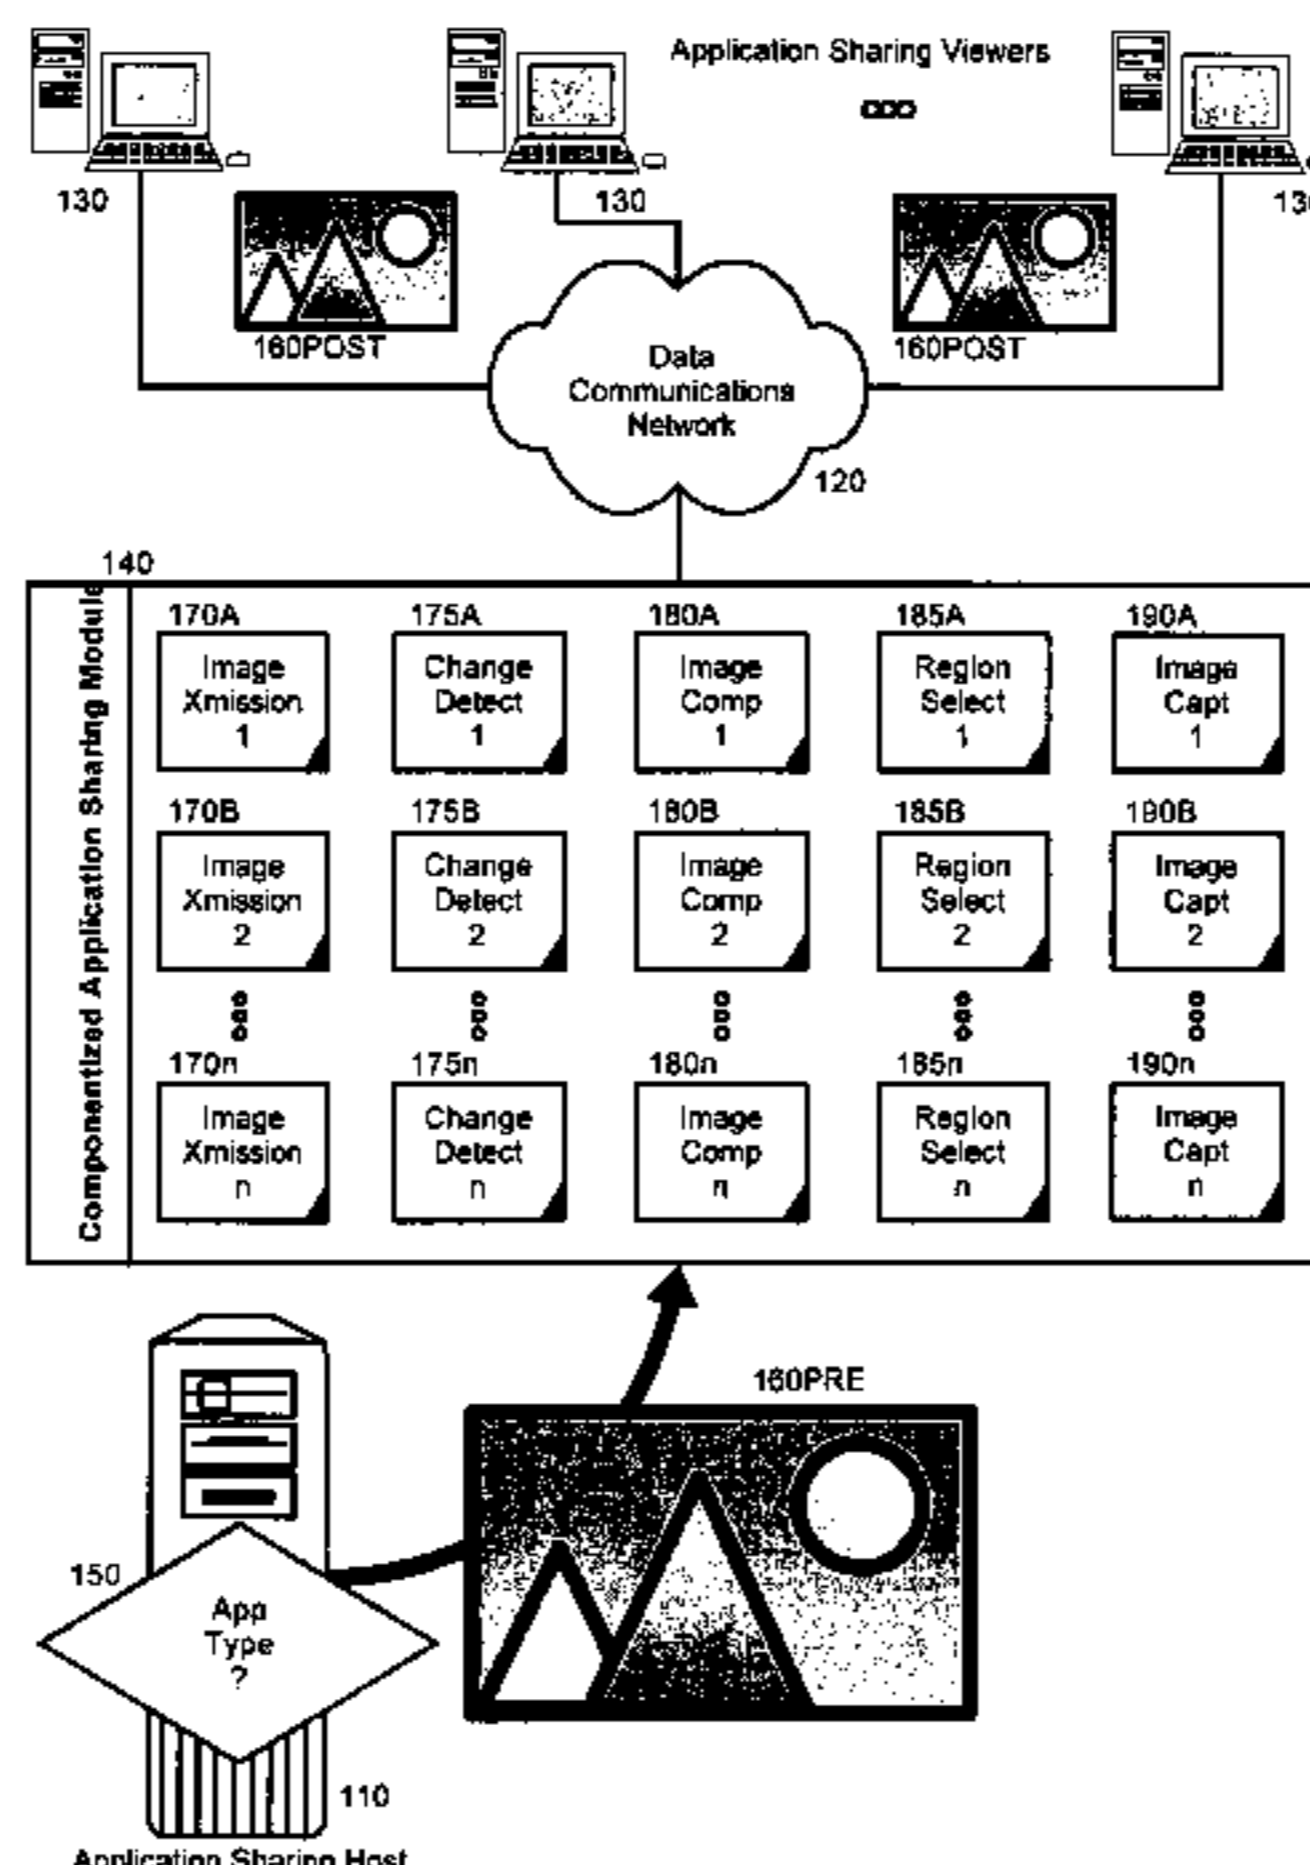 Application Sharing Viewers
130
130
160POST
160POST
Data
Communications
Network
120
140
Componentized Application Sharing Module
170A
175A
180A
185A
190A
Image
Xmission
1
Change
Detect
1
Image
Comp
1
Region
Select
1
Image
Capt
1
170B
175B
180B
185B
190B
Image
Xmission
2
Change
Detect
2
Image
Comp
2
Region
Select
2
Image
Capt
2
170n
175n
180n
185n
190n
Image
Xmission
n
Change
Detect
n
Image
Comp
n
Region
Select
n
Image
Capt
n
160PRE
150
App
Type
?
110
Application Sharing Host